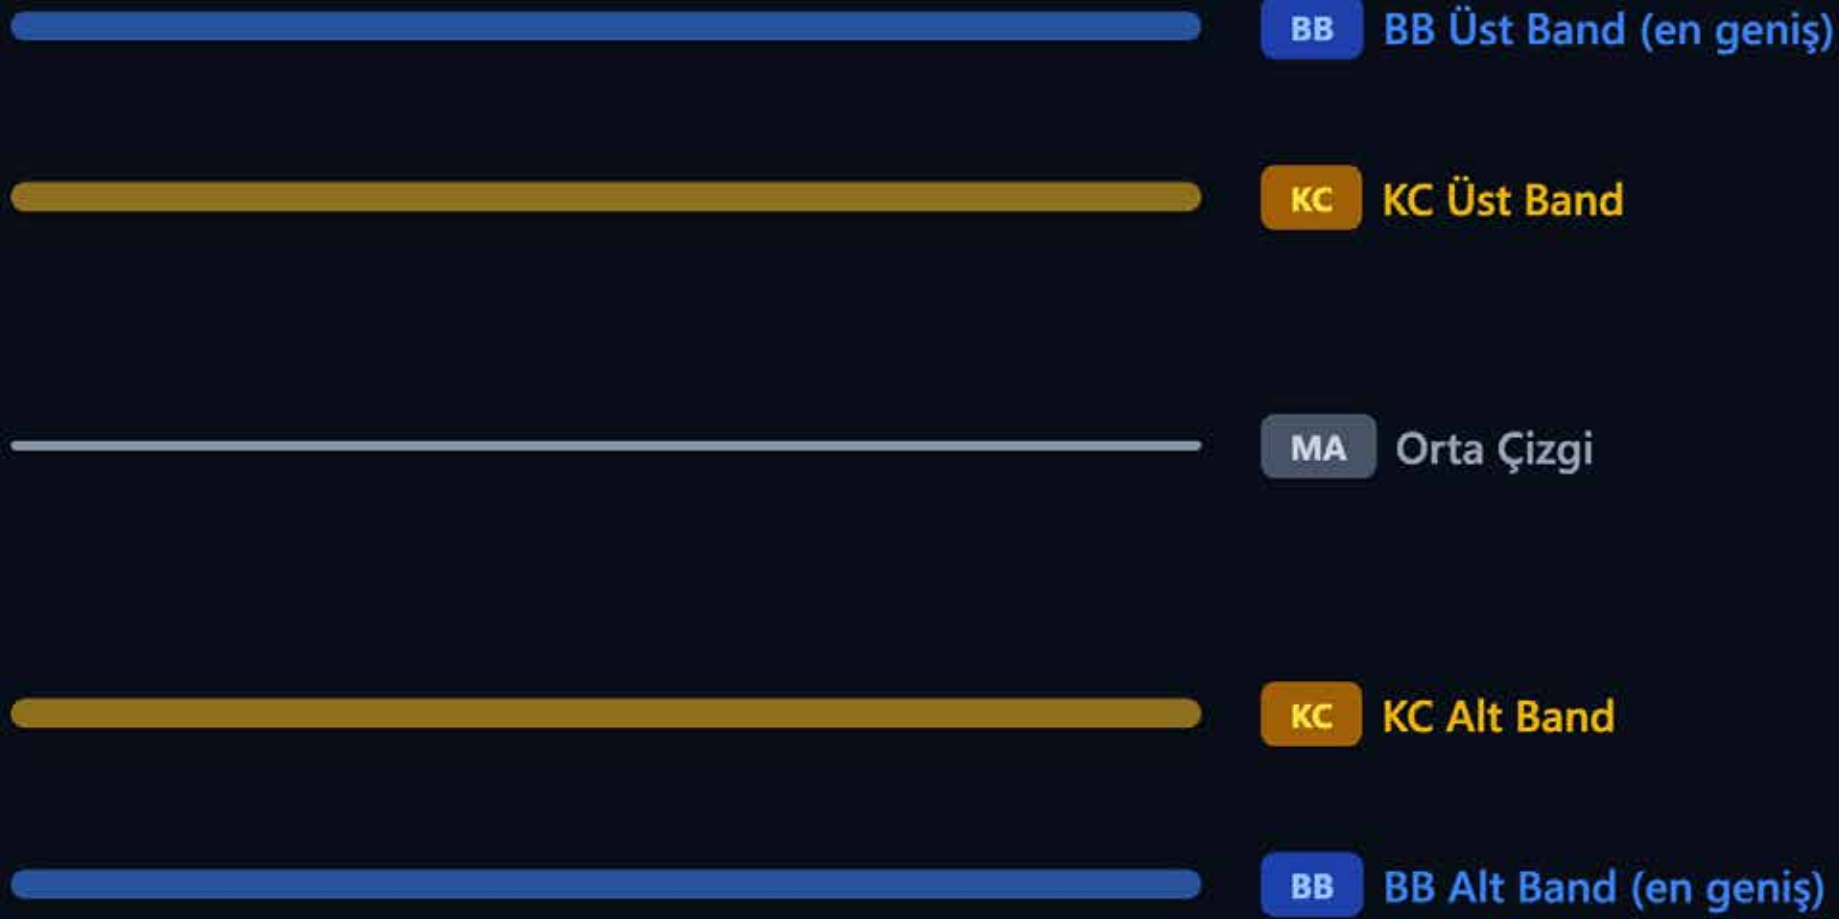 BB BB Üst Band (en geniş)
KC KC Üst Band
MA Orta Çizgi
KC KC Alt Band
BB BB Alt Band (en geniş)